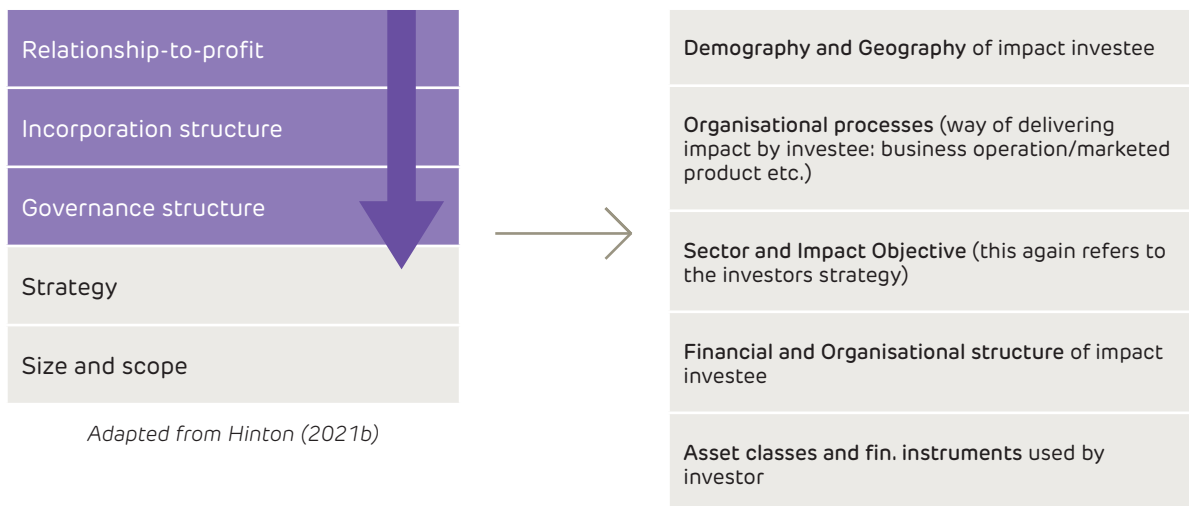 Relationship-to-profit
Incorporation structure
Governance structure
Strategy
Size and scope
Adapted from Hinton (2021b)
Demography and Geography of impact investee
Organisational processes (way of delivering
impact by investee: business operation/marketed
product etc.)
Sector and Impact Objective (this again refers to
the investors strategy)
Financial and Organisational structure of impact
investee
Asset classes and fin. instruments used by
investor